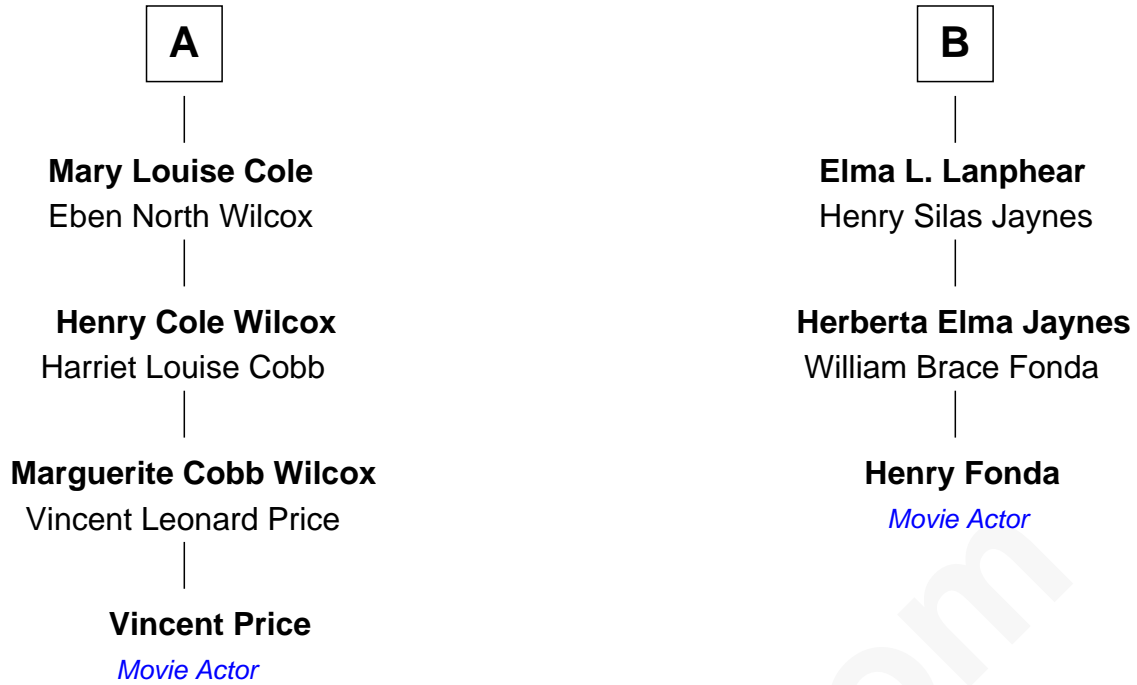 A
Mary Louise Cole
Eben North Wilcox
Henry Cole Wilcox
Harriet Louise Cobb
Marguerite Cobb Wilcox
Vincent Leonard Price
Vincent Price
Movie Actor
B
Elma L. Lanphear
Henry Silas Jaynes
Herberta Elma Jaynes
William Brace Fonda
Henry Fonda
Movie Actor
om